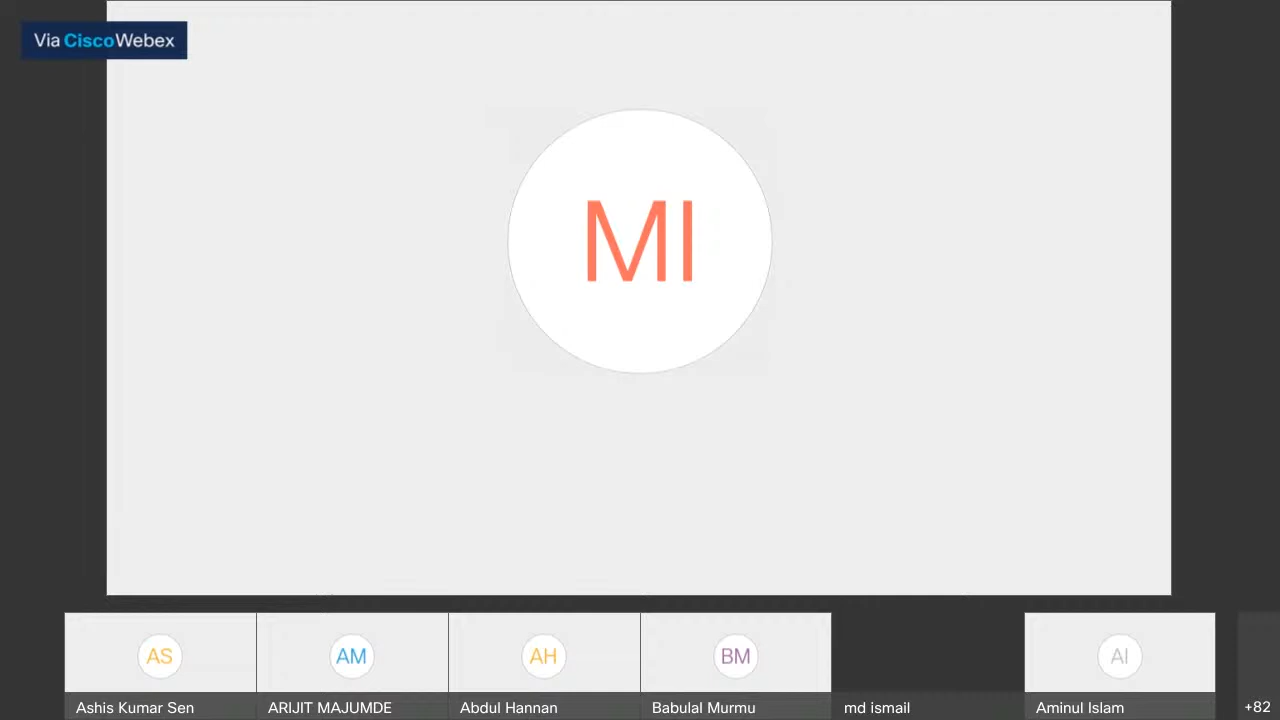 Via CiscoWebex
MI
AS
AM
AH
BM
AI
Ashis Kumar Sen
ARIJIT MAJUMDE
Abdul Hannan
Babulal Murmu
md ismail
Aminul Islam
+82